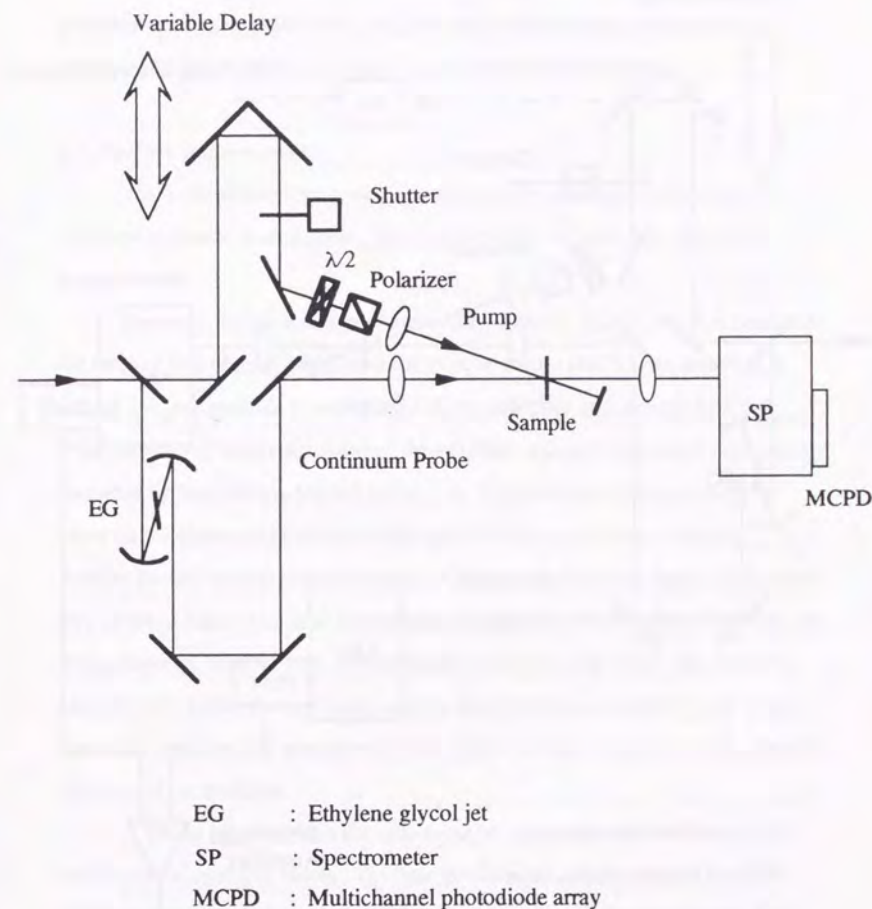 Variable Delay
Shutter
λ/2
Polarizer
Pump
Sample
SP
Continuum Probe
EG
MCPD
EG : Ethylene glycol jet
SP : Spectrometer
MCPD : Multichannel photodiode array